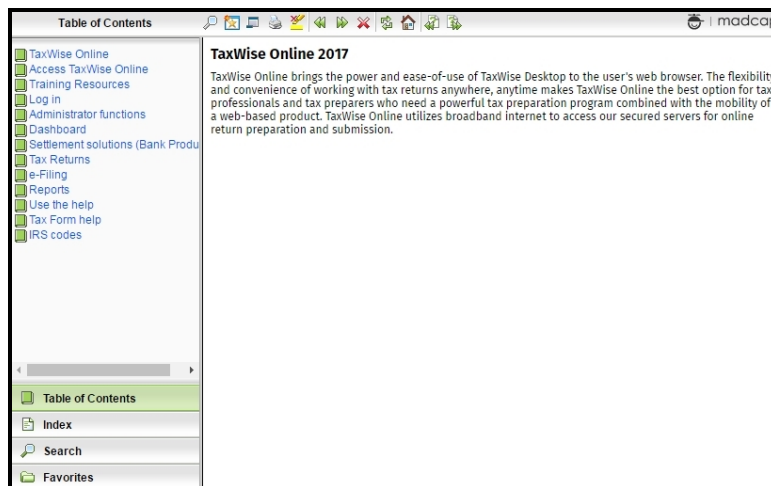 Table of Contents
madcap
TaxWise Online
Access TaxWise Online
Training Resources
Log in
Administrator functions
Dashboard
Settlement solutions (Bank Produ
Tax Returns
e-Filing
Reports
Use the help
Tax Form help
IRS codes
Table of Contents
Index
Search
Favorites
TaxWise Online 2017
TaxWise Online brings the power and ease-of-use of TaxWise Desktop to the user's web browser. The flexibility
and convenience of working with tax returns anywhere, anytime makes TaxWise Online the best option for tax
professionals and tax preparers who need a powerful tax preparation program combined with the mobility of
a web-based product. TaxWise Online utilizes broadband internet to access our secured servers for online
return preparation and submission.